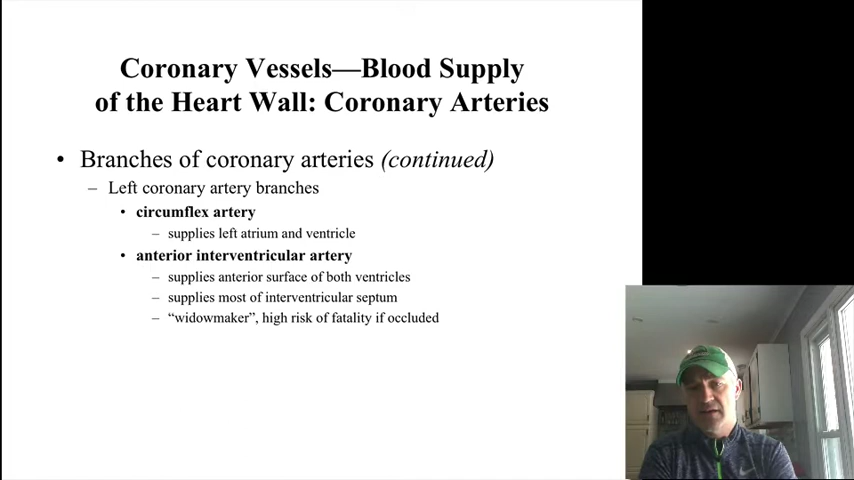 Coronary Vessels—Blood Supply
of the Heart Wall: Coronary Arteries
• Branches of coronary arteries (continued)
– Left coronary artery branches
• circumflex artery
– supplies left atrium and ventricle
• anterior interventricular artery
– supplies anterior surface of both ventricles
– supplies most of interventricular septum
– “widowmaker”, high risk of fatality if occluded